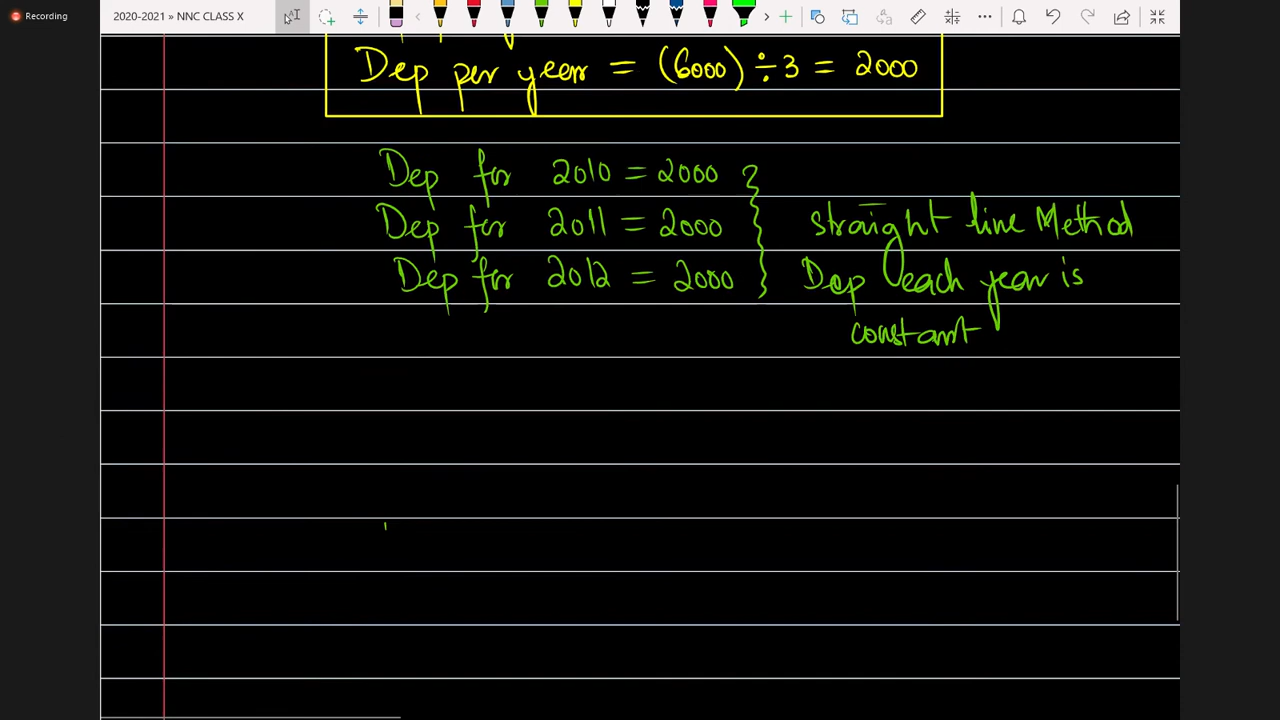 Recording
2020-2021 » NNC CLASS X
Dep per year = (6000) ÷ 3 = 2000
Dep for 2010 = 2000
Dep for 2011 = 2000
Dep for 2012 = 2000
straight line Method
Dep each year is
constant